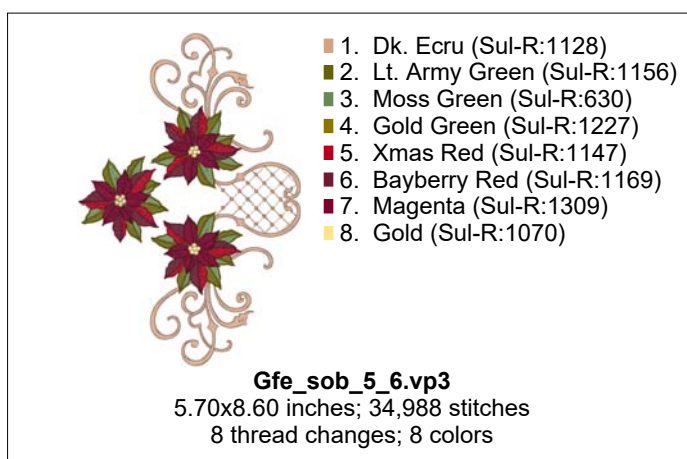 1. Dk. Ecru (Sul-R:1128)
2. Lt. Army Green (Sul-R:1156)
3. Moss Green (Sul-R:630)
4. Gold Green (Sul-R:1227)
5. Xmas Red (Sul-R:1147)
6. Bayberry Red (Sul-R:1169)
7. Magenta (Sul-R:1309)
8. Gold (Sul-R:1070)
Gfe_sob_5_6.vp3
5.70x8.60 inches; 34,988 stitches
8 thread changes; 8 colors